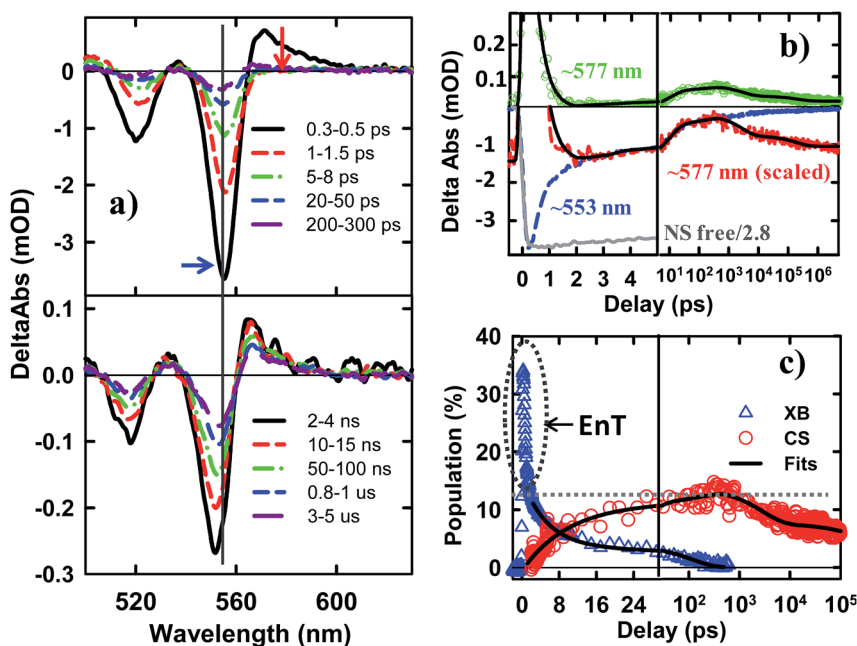 a)
DeltaAbs (mOD)
0
-1
-2
-3
0.3-0.5 ps
1-1.5 ps
5-8 ps
20-50 ps
200-300 ps
0.1
0.0
-0.1
-0.2
-0.3
2-4 ns
10-15 ns
50-100 ns
0.8-1 us
3-5 us
520 560 600
Wavelength (nm)
b)
Delta Abs (mOD)
0.2
0.1
-1
-2
-3
~577 nm
~577 nm (scaled)
~553 nm
NS free/2.8
0 1 2 3 4 10¹ 10² 10³ 10⁴ 10⁵ 10⁶
Delay (ps)
c)
Population (%)
40
30
20
10
0
EnT
XB
CS
Fits
0 8 16 24 10² 10³ 10⁴ 10⁵
Delay (ps)